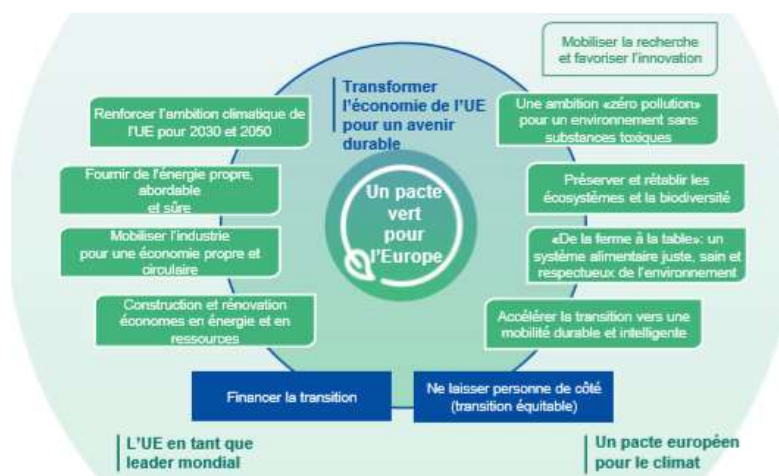 Mobiliser la recherche
et favoriser l'innovation
Transformer
l'économie de l'UE
pour un avenir
durable
Renforcer l'ambition climatique de
l'UE pour 2030 et 2050
Une ambition «zéro pollution»
pour un environnement sans
substances toxiques
Fournir de l'énergie propre,
abordable
et sûre
Préserver et rétablir les
écosystèmes et la biodiversité
Un pacte
vert
pour
l'Europe
Mobiliser l'industrie
pour une économie propre et
circulaire
«De la ferme à la table»: un
système alimentaire juste, sain et
respectueux de l'environnement
Construction et rénovation
économes en énergie et en
ressources
Accélérer la transition vers une
mobilité durable et intelligente
Financer la transition
Ne laisser personne de côté
(transition équitable)
L'UE en tant que
leader mondial
Un pacte européen
pour le climat